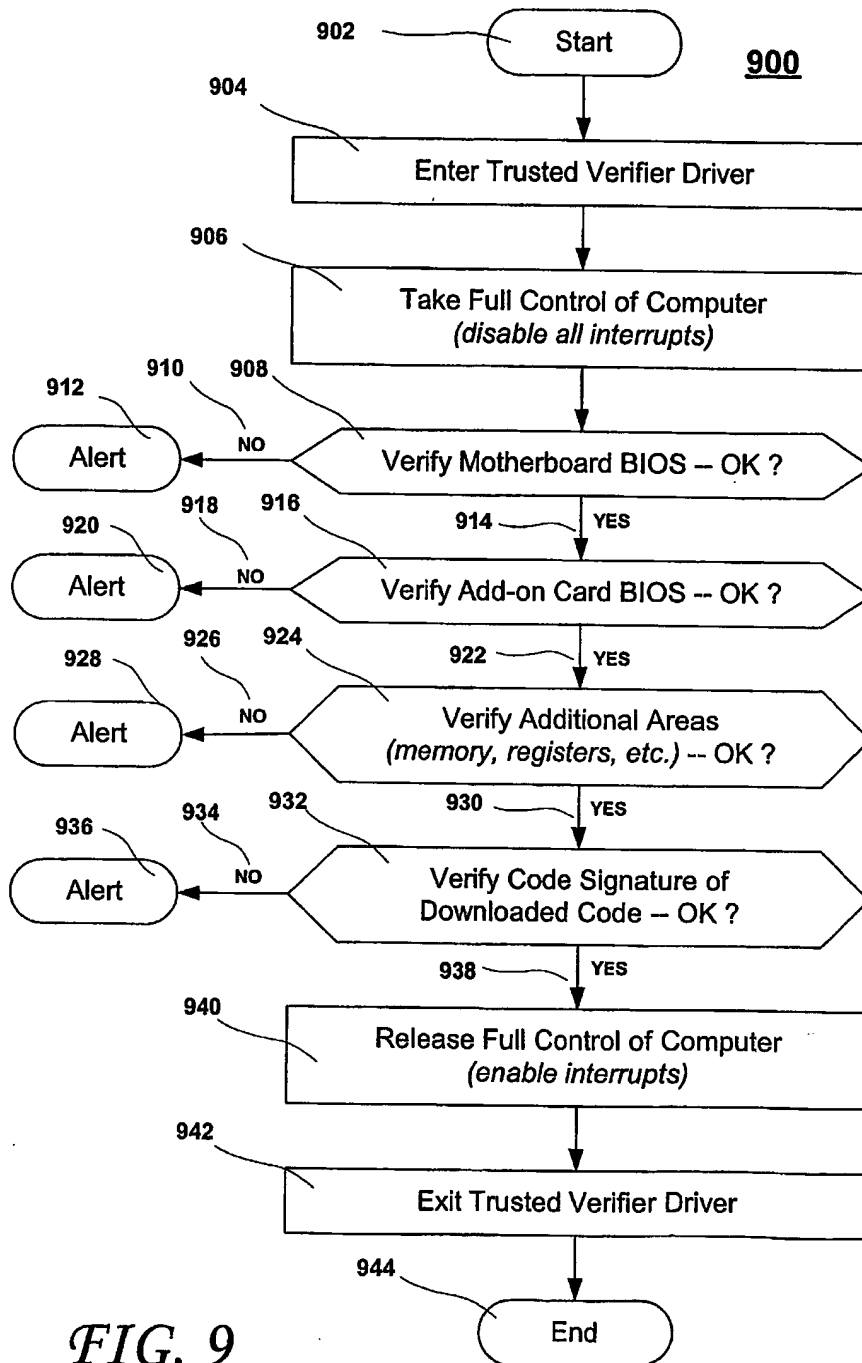 902
Start
900
904
Enter Trusted Verifier Driver
906
Take Full Control of Computer
(disable all interrupts)
910
908
912
Alert
NO
Verify Motherboard BIOS -- OK ?
914
YES
918
916
920
Alert
NO
Verify Add-on Card BIOS -- OK ?
922
YES
926
924
928
Alert
NO
Verify Additional Areas
(memory, registers, etc.) -- OK ?
930
YES
934
932
936
Alert
NO
Verify Code Signature of
Downloaded Code -- OK ?
938
YES
940
Release Full Control of Computer
(enable interrupts)
942
Exit Trusted Verifier Driver
944
End
FIG. 9